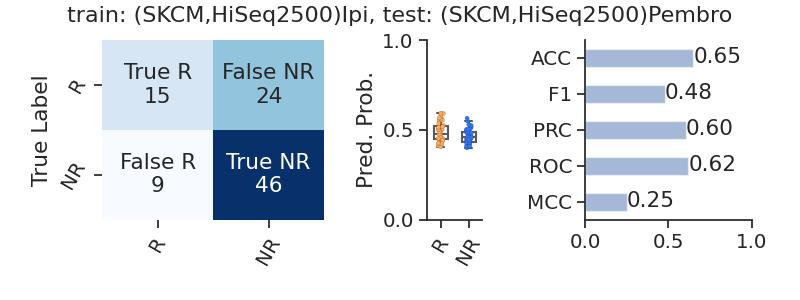 train: (SKCM,HiSeq2500)Ipi, test: (SKCM,HiSeq2500)Pembro
True Label
R
NR
True R
15
False NR
24
False R
9
True NR
46
R
NR
Pred. Prob.
1.0
0.5
0.0
R
NR
ACC
0.65
F1
0.48
PRC
0.60
ROC
0.62
MCC
0.25
0.0
0.5
1.0